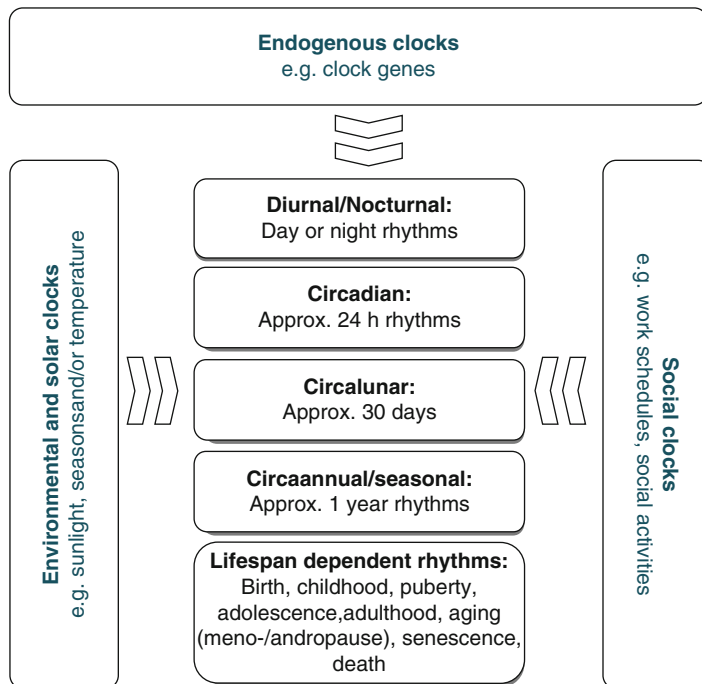 Endogenous clocks
e.g. clock genes
Environmental and solar clocks
e.g. sunlight, seasonsand/or temperature
Diurnal/Nocturnal:
Day or night rhythms
Circadian:
Approx. 24 h rhythms
Circalunar:
Approx. 30 days
Circaannual/seasonal:
Approx. 1 year rhythms
Lifespan dependent rhythms:
Birth, childhood, puberty,
adolescence,adulthood, aging
(meno-/andropause), senescence,
death
Social clocks
e.g. work schedules, social activities